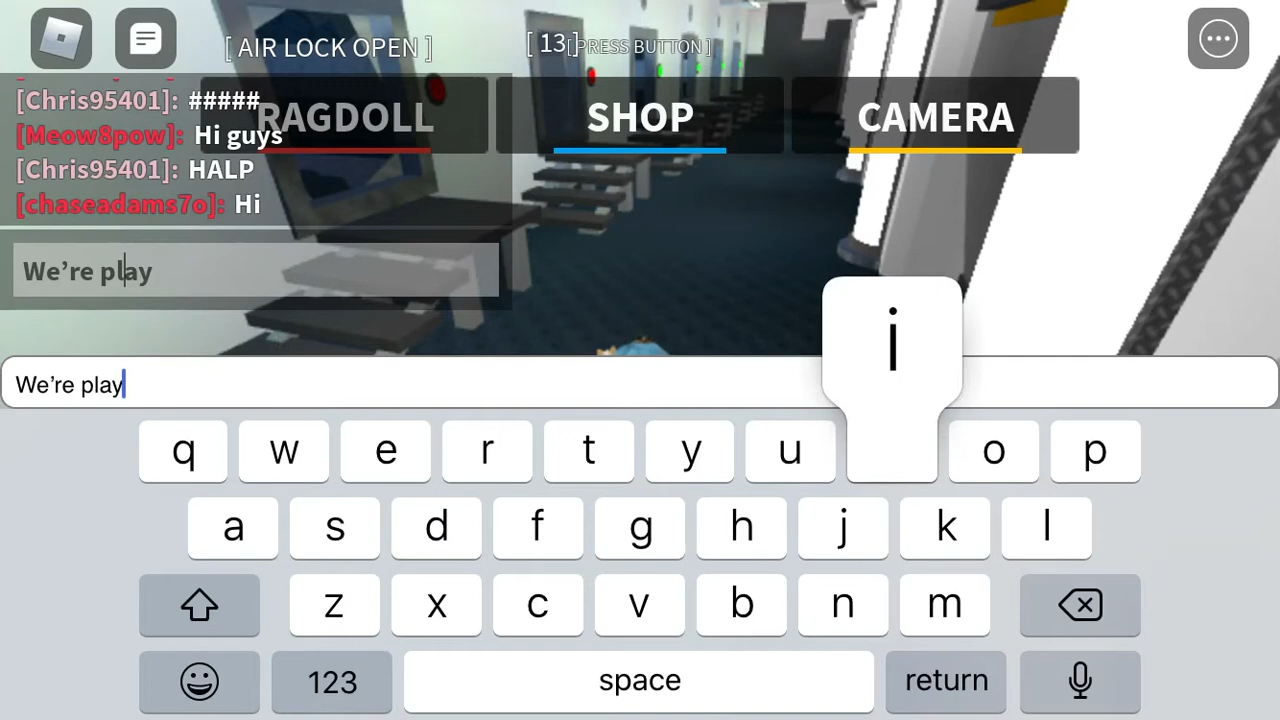 [ AIR LOCK OPEN ]
[ 13 ]
[ PRESS BUTTON ]
RAGDOLL
SHOP
CAMERA
[Chris95401]: #####
[Meow8pow]: Hi guys
[Chris95401]: HALP
[chaseadams7o]: Hi
We’re play
We’re play
i
q w e r t y u o p
a s d f g h j k l
z x c v b n m
123 space return